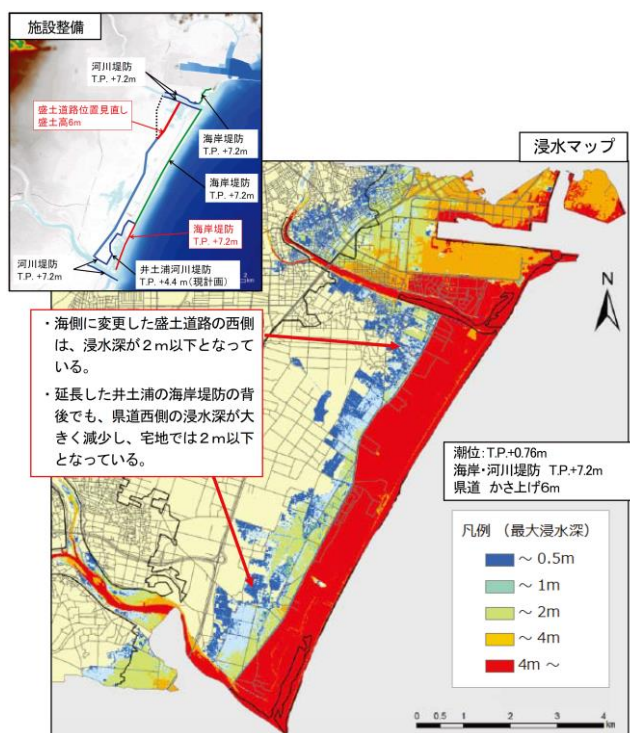 施設整備
河川堤防
T.P. +7.2m
盛土道路位置見直し
盛土高6m
海岸堤防
T.P. +7.2m
海岸堤防
T.P. +7.2m
海岸堤防
T.P. +7.2m
河川堤防
T.P. +7.2m
井土浦河川堤防
T.P. +4.4 m(現計画)
浸水マップ
N
・海側に変更した盛土道路の西側
は、浸水深が2m以下となって
いる。
・延長した井土浦の海岸堤防の背
後でも、県道西側の浸水深が大
きく減少し、宅地では2m以下
となっている。
潮位:T.P.+0.76m
海岸・河川堤防 T.P.+7.2m
県道 かさ上げ6m
凡例 (最大浸水深)
~ 0.5m
~ 1m
~ 2m
~ 4m
4m ~
0 0.5 1 2 3 4
km